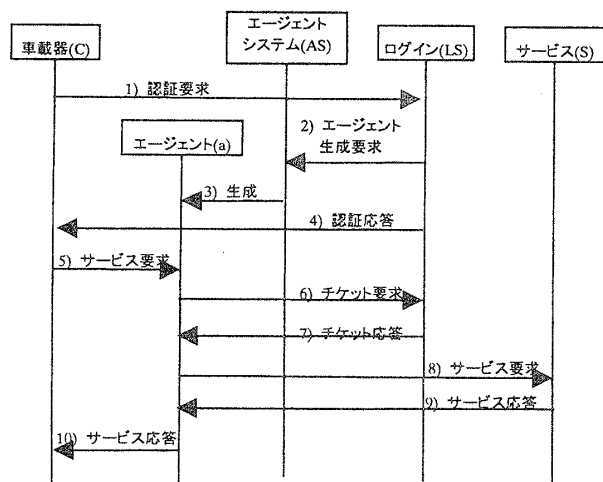 エージェント
システム(AS)
車載器(C)
ログイン(LS)
サービス(S)
1) 認証要求
2) エージェント
生成要求
エージェント(a)
3) 生成
4) 認証応答
5) サービス要求
6) チケット要求
7) チケット応答
8) サービス要求
9) サービス応答
10) サービス応答